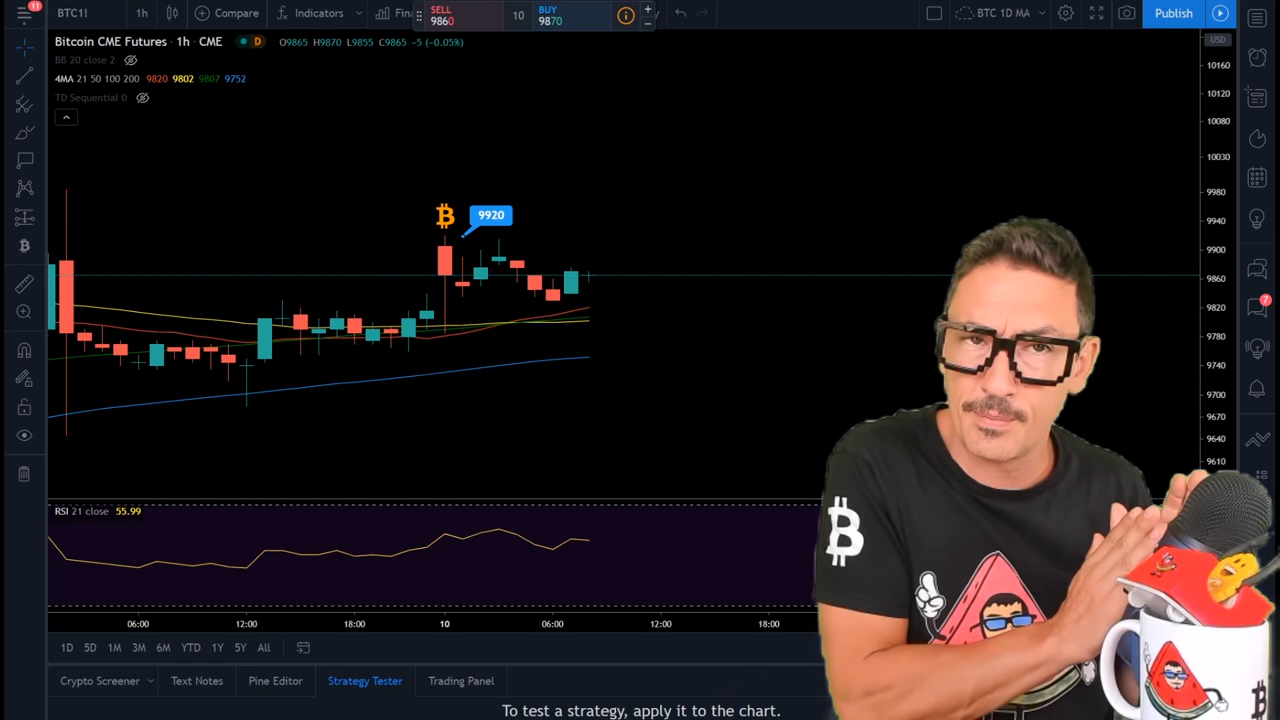 11
BTC1! 1h Compare Indicators Fin
SELL 9860 10 BUY 9870
BTC 1D MA
Publish
USD
Bitcoin CME Futures · 1h · CME D O9865 H9870 L9855 C9865 −5 (−0.05%)
BB 20 close 2
4MA 21 50 100 200 9820 9802 9807 9752
TD Sequential 0
₿ 9920
10160
10120
10080
10030
9980
9940
9900
9860
9820
9780
9740
9700
9670
9640
9610
7
RSI 21 close 55.99
06:00 12:00 18:00 10 06:00 12:00 18:00
1D 5D 1M 3M 6M YTD 1Y 5Y All
Crypto Screener Text Notes Pine Editor Strategy Tester Trading Panel
To test a strategy, apply it to the chart.
₿
₿